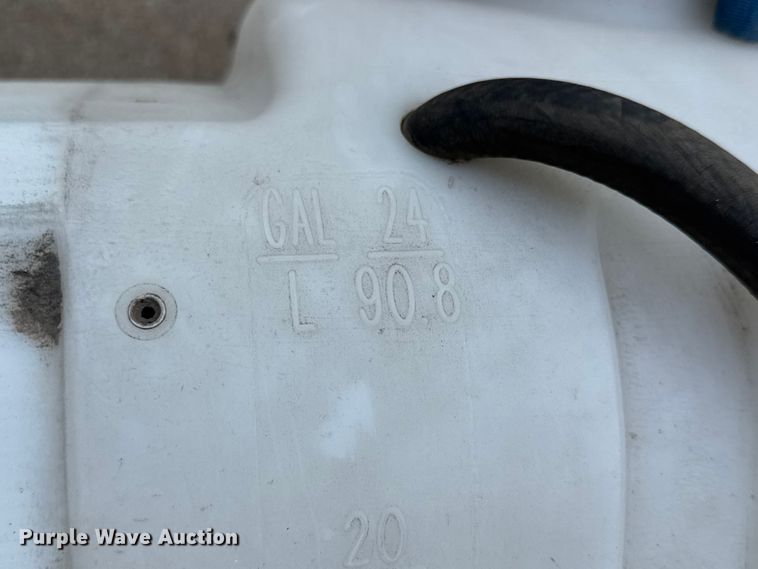 GAL 24
L 90.8
20
Purple Wave Auction